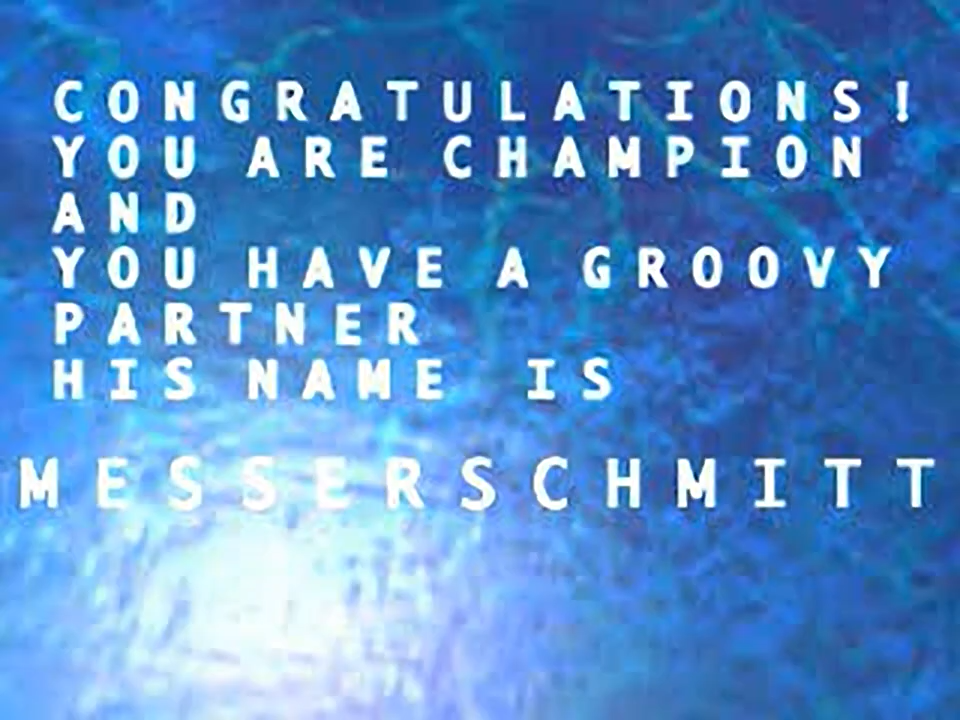 CONGRATULATIONS!
YOU ARE CHAMPION
AND
YOU HAVE A GROOVY
PARTNER
HIS NAME IS
MESSERSCHMITT